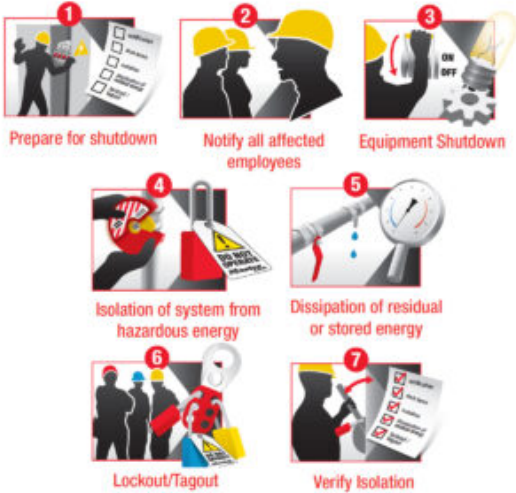 1
2
3
Prepare for shutdown
Notify all affected
employees
ON
OFF
Equipment Shutdown
4
5
DO NOT
OPERATE
Isolation of system from
hazardous energy
Dissipation of residual
or stored energy
6
7
Lockout/Tagout
Verify Isolation